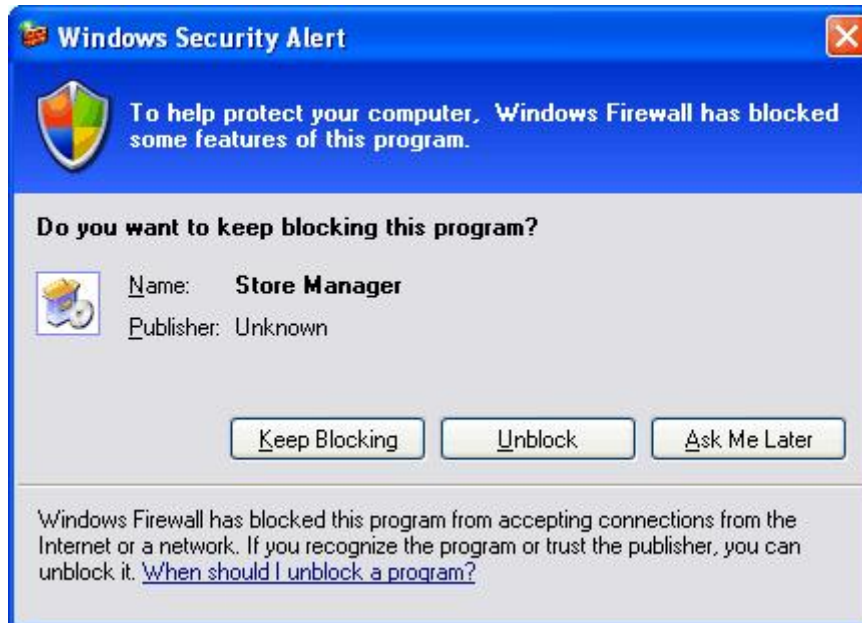 Windows Security Alert
To help protect your computer, Windows Firewall has blocked
some features of this program.
Do you want to keep blocking this program?
Name: Store Manager
Publisher: Unknown
Keep Blocking Unblock Ask Me Later
Windows Firewall has blocked this program from accepting connections from the
Internet or a network. If you recognize the program or trust the publisher, you can
unblock it. When should I unblock a program?